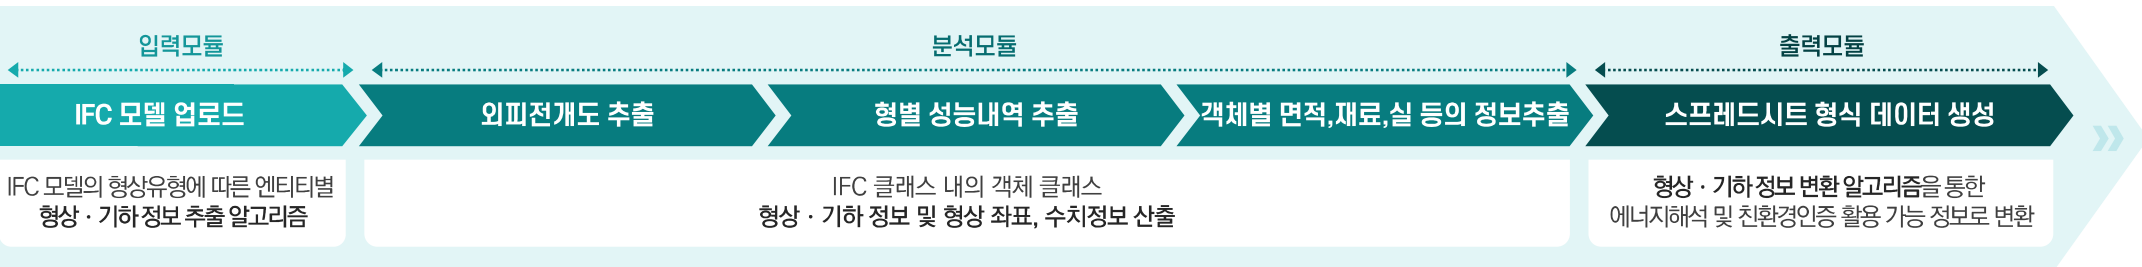 입력모듈
분석모듈
출력모듈
IFC 모델 업로드
외피전개도 추출
형별 성능내역 추출
객체별 면적,재료,실 등의 정보추출
스프레드시트 형식 데이터 생성
IFC 모델의 형상유형에 따른 엔티티별
형상 · 기하 정보 추출 알고리즘
IFC 클래스 내의 객체 클래스
형상 · 기하 정보 및 형상 좌표, 수치정보 산출
형상 · 기하 정보 변환 알고리즘을 통한
에너지해석 및 친환경인증 활용 가능 정보로 변환